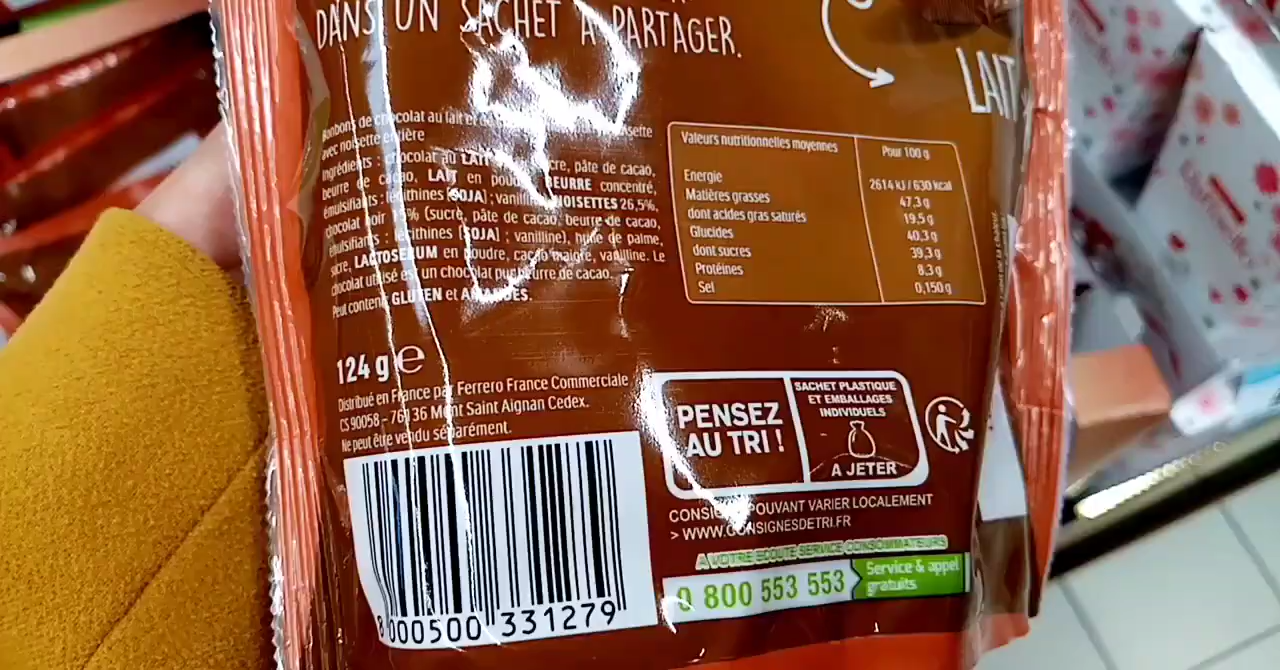 DANS UN SACHET À PARTAGER.
LAIT
Bonbons de chocolat au lait et
avec noisette entière
Ingrédients : chocolat au LAIT cre, pâte de cacao,
beurre de cacao, LAIT en poudre, BEURRE concentré,
émulsifiants : lécithines [SOJA] ; vanilline), NOISETTES 26,5%,
chocolat noir % (sucre, pâte de cacao, beurre de cacao,
émulsifiants : lécithines [SOJA] ; vanilline), huile de palme,
sucre, LACTOSERUM en poudre, cacao maigre, vanilline. Le
chocolat utilisé est un chocolat pur beurre de cacao.
Peut contenir GLUTEN et AMANDES.
Valeurs nutritionnelles moyennes Pour 100 g
Energie 2614 kJ / 630 kcal
Matières grasses 47,3 g
dont acides gras saturés 19,5 g
Glucides 40,3 g
dont sucres 39,3 g
Protéines 8,3 g
Sel 0,150 g
124 g e
Distribué en France par Ferrero France Commerciale
CS 90058 - 76136 Mont Saint Aignan Cedex.
Ne peut être vendu séparément.
PENSEZ
AU TRI !
SACHET PLASTIQUE
ET EMBALLAGES
INDIVIDUELS
A JETER
POUVANT VARIER LOCALEMENT
> WWW.CONSIGNESDETRI.FR
A VOTRE ECOUTE SERVICE CONSOMMATEURS
0 800 553 553 Service & appel
gratuits
8 000500 331279